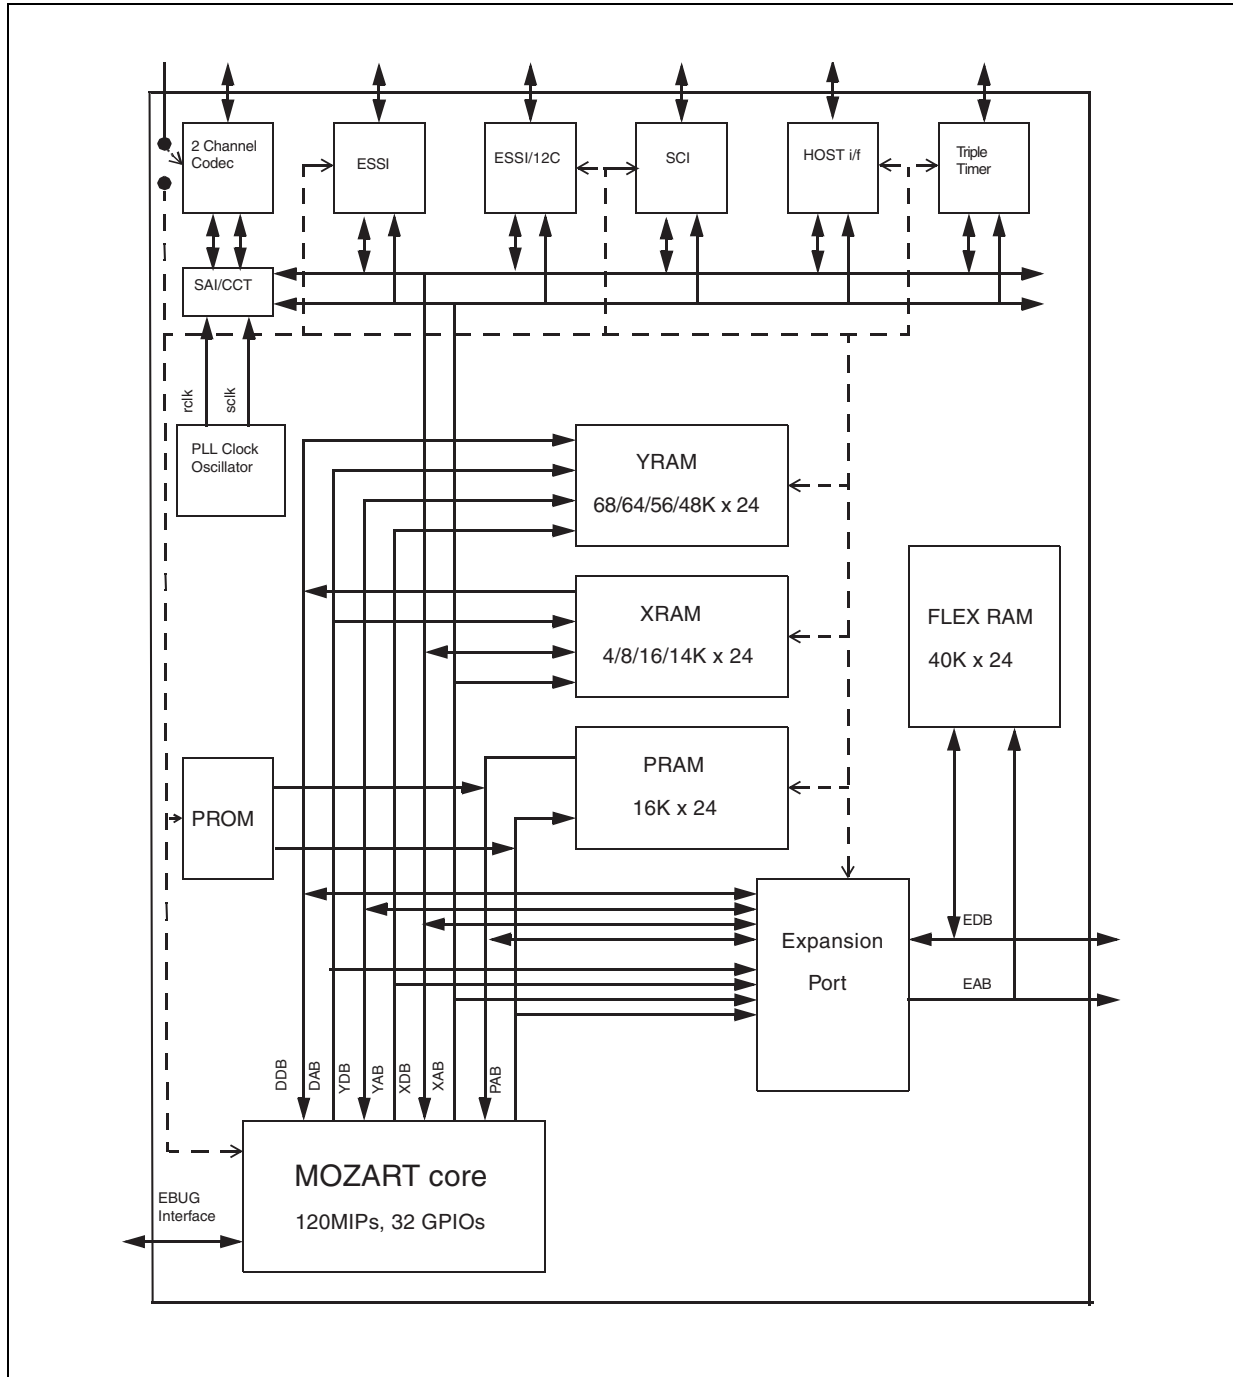 2 Channel
Codec
ESSI
ESSI/12C
SCI
HOST i/f
Triple
Timer
SAI/CCT
rclk
sclk
PLL Clock
Oscillator
YRAM
68/64/56/48K x 24
XRAM
4/8/16/14K x 24
FLEX RAM
40K x 24
PRAM
16K x 24
PROM
Expansion
Port
EDB
EAB
DDB
DAB
YDB
YAB
XDB
XAB
PAB
MOZART core
120MIPs, 32 GPIOs
EBUG
Interface